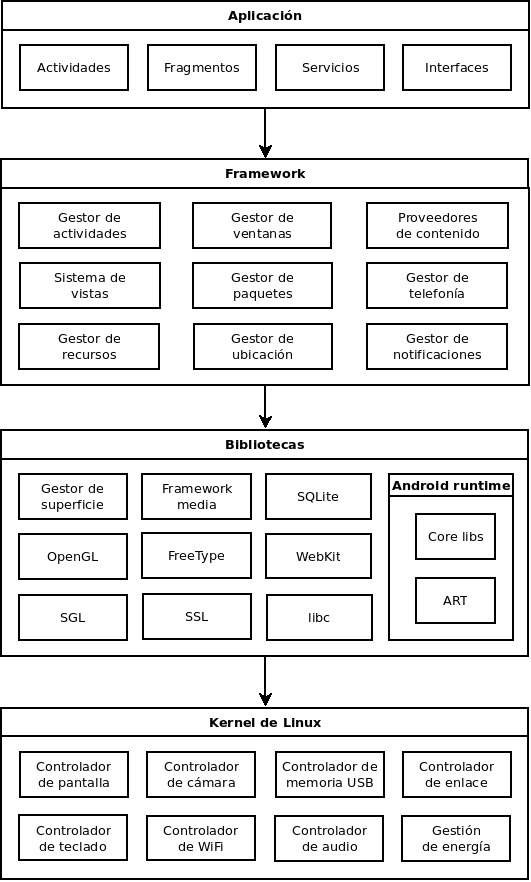 Aplicación
Actividades
Fragmentos
Servicios
Interfaces
Framework
Gestor de
actividades
Gestor de
ventanas
Proveedores
de contenido
Sistema de
vistas
Gestor de
paquetes
Gestor de
telefonía
Gestor de
recursos
Gestor de
ubicación
Gestor de
notificaciones
Bibliotecas
Gestor de
superficie
Framework
media
SQLite
OpenGL
FreeType
WebKit
SGL
SSL
libc
Android runtime
Core libs
ART
Kernel de Linux
Controlador
de pantalla
Controlador
de cámara
Controlador de
memoria USB
Controlador
de enlace
Controlador
de teclado
Controlador
de WiFi
Controlador
de audio
Gestión
de energía